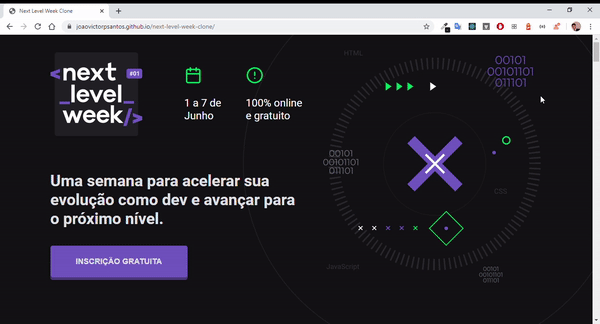 Next Level Week Clone
joaovictorpsantos.github.io/next-level-week-clone/
<next
#01
_level_
week/>
1 a 7 de
Junho
100% online
e gratuito
HTML
00101
00101101
011101
00101
00101101
011101
CSS
Uma semana para acelerar sua
evolução como dev e avançar para
o próximo nível.
INSCRIÇÃO GRATUITA
JavaScript
00101
00101101
011101